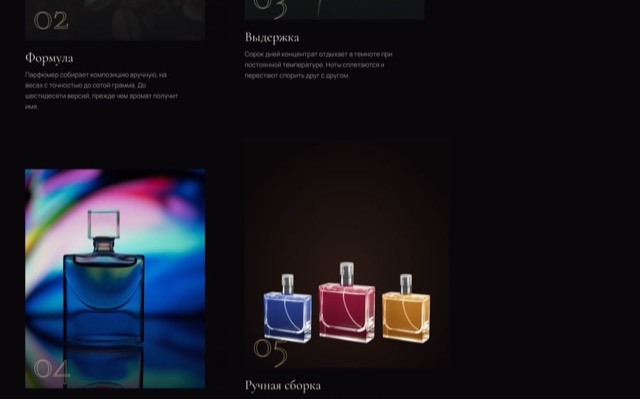 02
Формула
Парфюмер собирает композицию вручную, на
весах с точностью до сотой грамма. До
шестидесяти версий, прежде чем аромат получит
имя.
03
Выдержка
Сорок дней концентрат отдыхает в темноте при
постоянной температуре. Ноты сплетаются и
перестают спорить друг с другом.
04
05
Ручная сборка